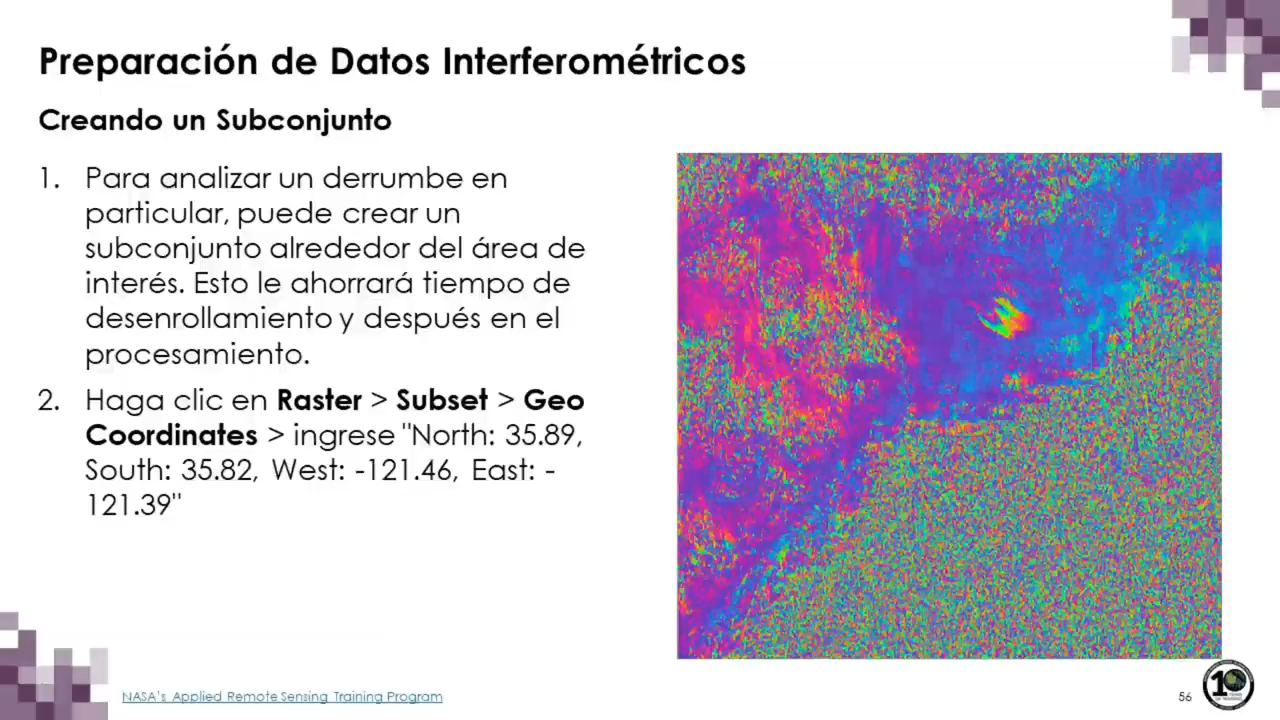 Preparación de Datos Interferométricos
Creando un Subconjunto
1. Para analizar un derrumbe en
particular, puede crear un
subconjunto alrededor del área de
interés. Esto le ahorrará tiempo de
desenrollamiento y después en el
procesamiento.
2. Haga clic en Raster > Subset > Geo
Coordinates > ingrese "North: 35.89,
South: 35.82, West: -121.46, East: -
121.39"
NASA's Applied Remote Sensing Training Program
56
10